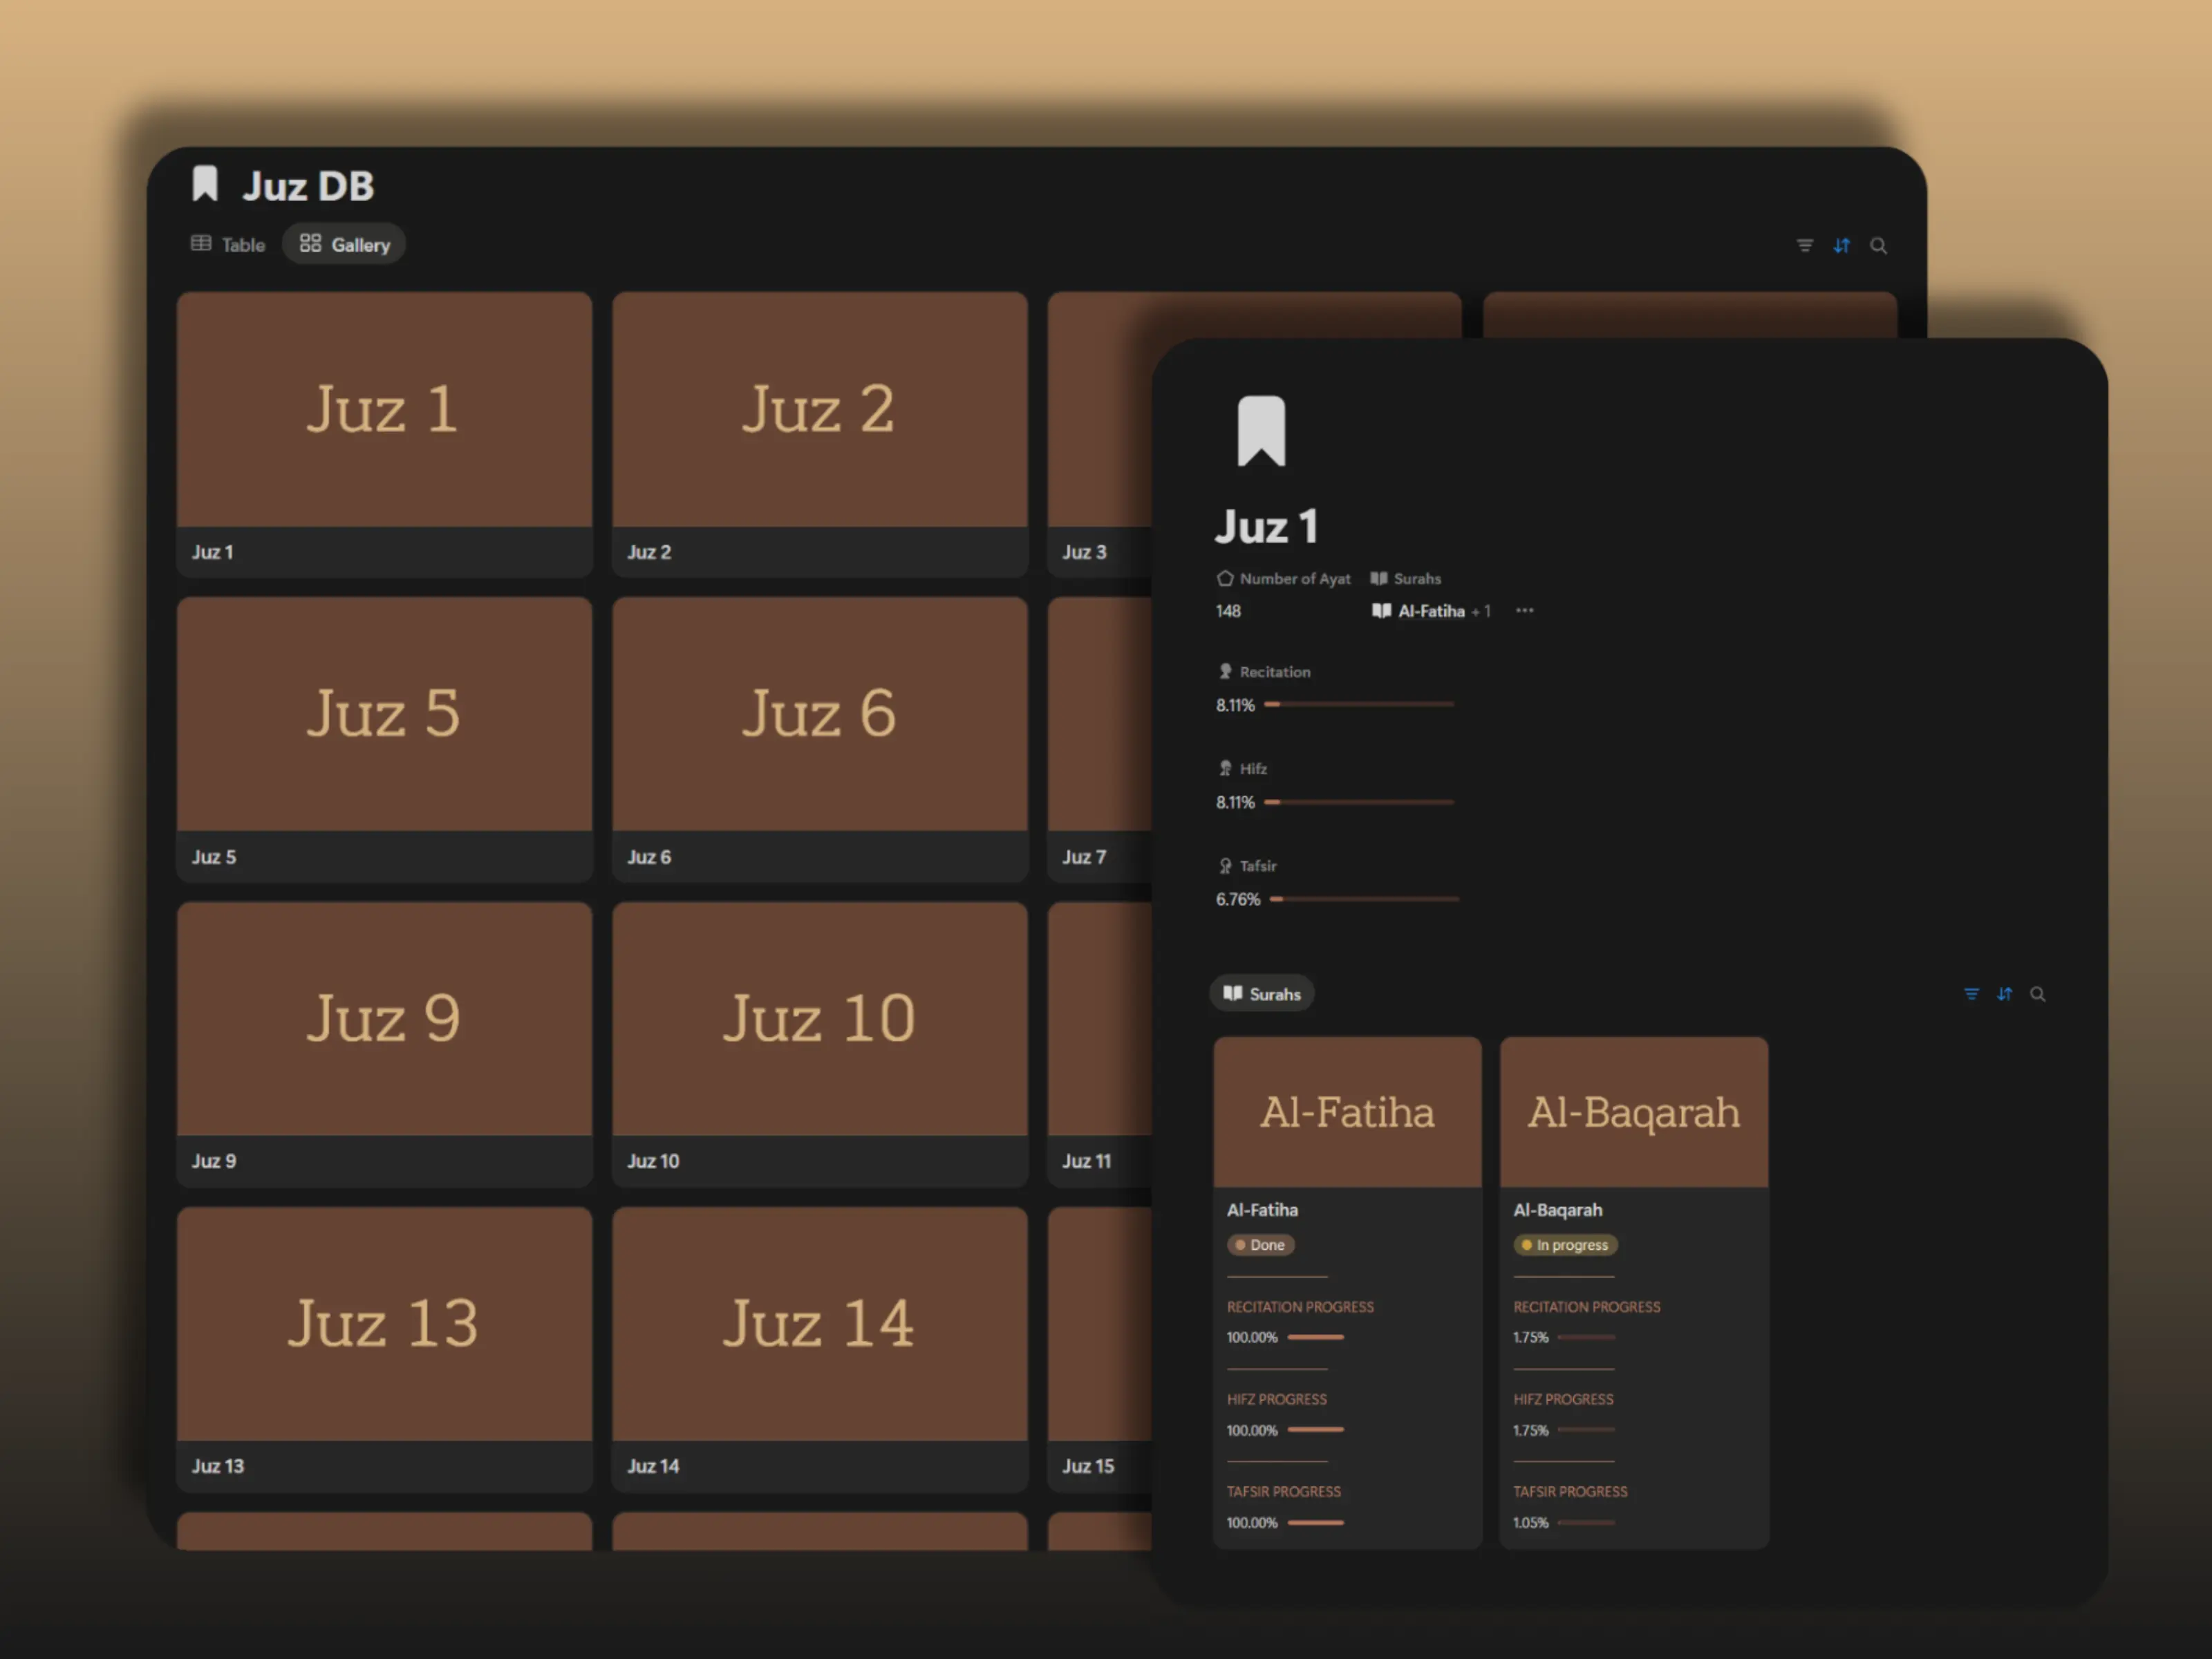 Juz DB
Table Gallery
Juz 1 Juz 2
Juz 1 Juz 2 Juz 3
Juz 5 Juz 6
Juz 5 Juz 6 Juz 7
Juz 9 Juz 10
Juz 9 Juz 10 Juz 11
Juz 13 Juz 14
Juz 13 Juz 14 Juz 15
Juz 1
Number of Ayat Surahs
148 Al-Fatiha + 1 ...
Recitation
8.11%
Hifz
8.11%
Tafsir
6.76%
Surahs
Al-Fatiha
Al-Fatiha
Done
RECITATION PROGRESS
100.00%
HIFZ PROGRESS
100.00%
TAFSIR PROGRESS
100.00%
Al-Baqarah
Al-Baqarah
In progress
RECITATION PROGRESS
1.75%
HIFZ PROGRESS
1.75%
TAFSIR PROGRESS
1.05%